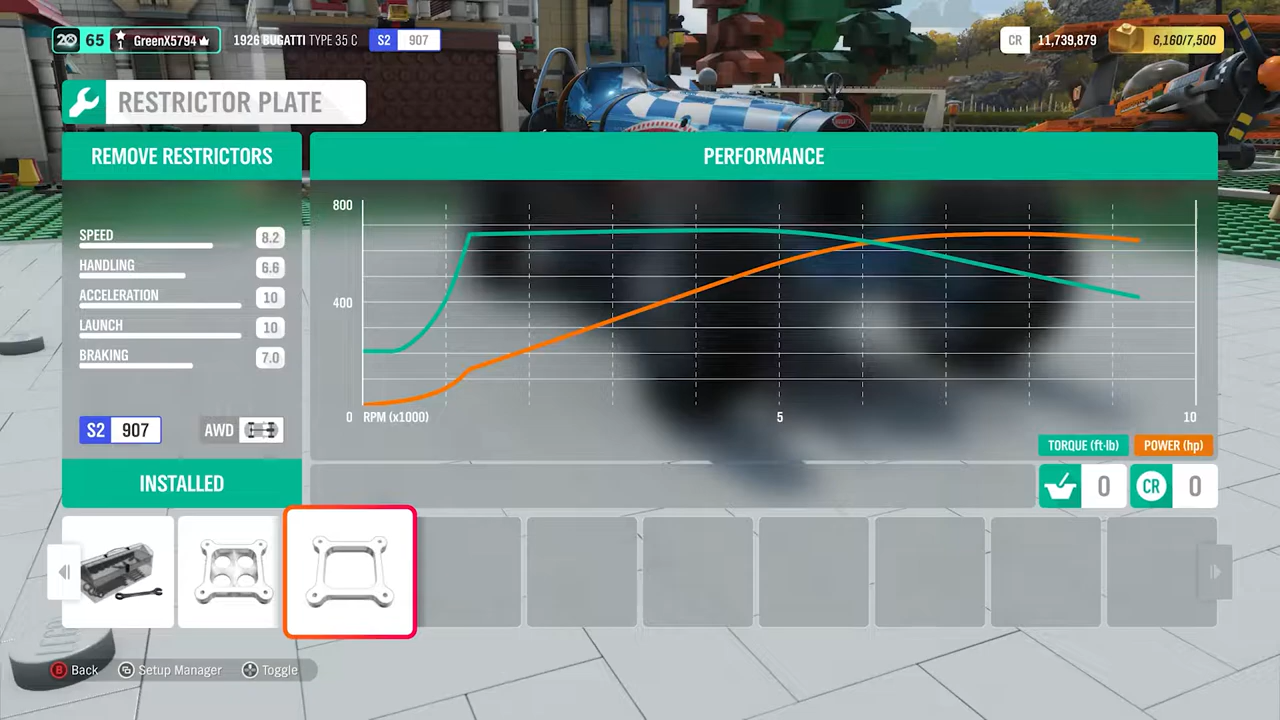 20 65 1 GreenX5794 1926 BUGATTI TYPE 35 C S2 907 CR 11,739,879 6,160/7,500
RESTRICTOR PLATE
REMOVE RESTRICTORS
PERFORMANCE
SPEED 8.2
HANDLING 6.6
ACCELERATION 10
LAUNCH 10
BRAKING 7.0
S2 907 AWD
INSTALLED
800
400
0 RPM (x1000) 5 10
TORQUE (ft·lb) POWER (hp)
0 CR 0
B Back Setup Manager Toggle